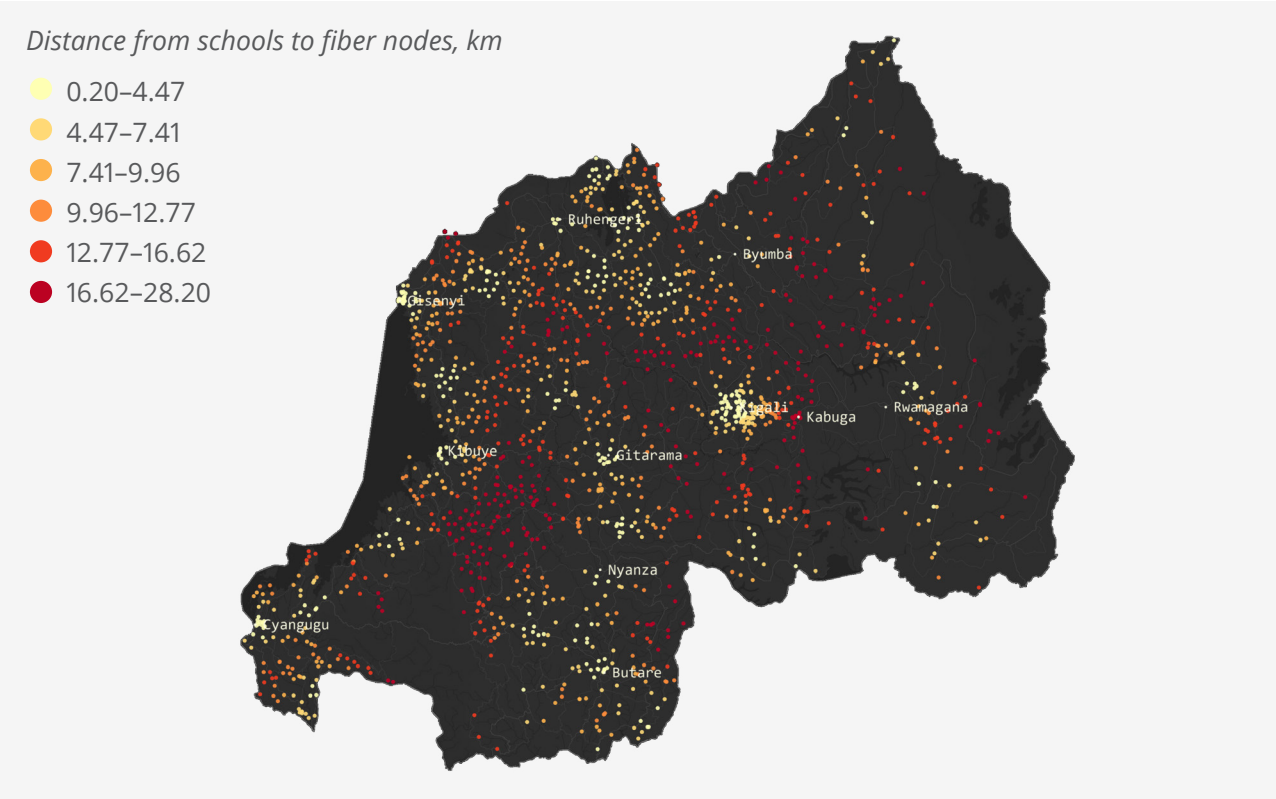 Distance from schools to fiber nodes, km
0.20–4.47
4.47–7.41
7.41–9.96
9.96–12.77
12.77–16.62
16.62–28.20
Ruhengeri
Byumba
Gisenyi
Kigali
Rwamagana
Kabuga
Kibuye
Gitarama
Nyanza
Cyangugu
Butare